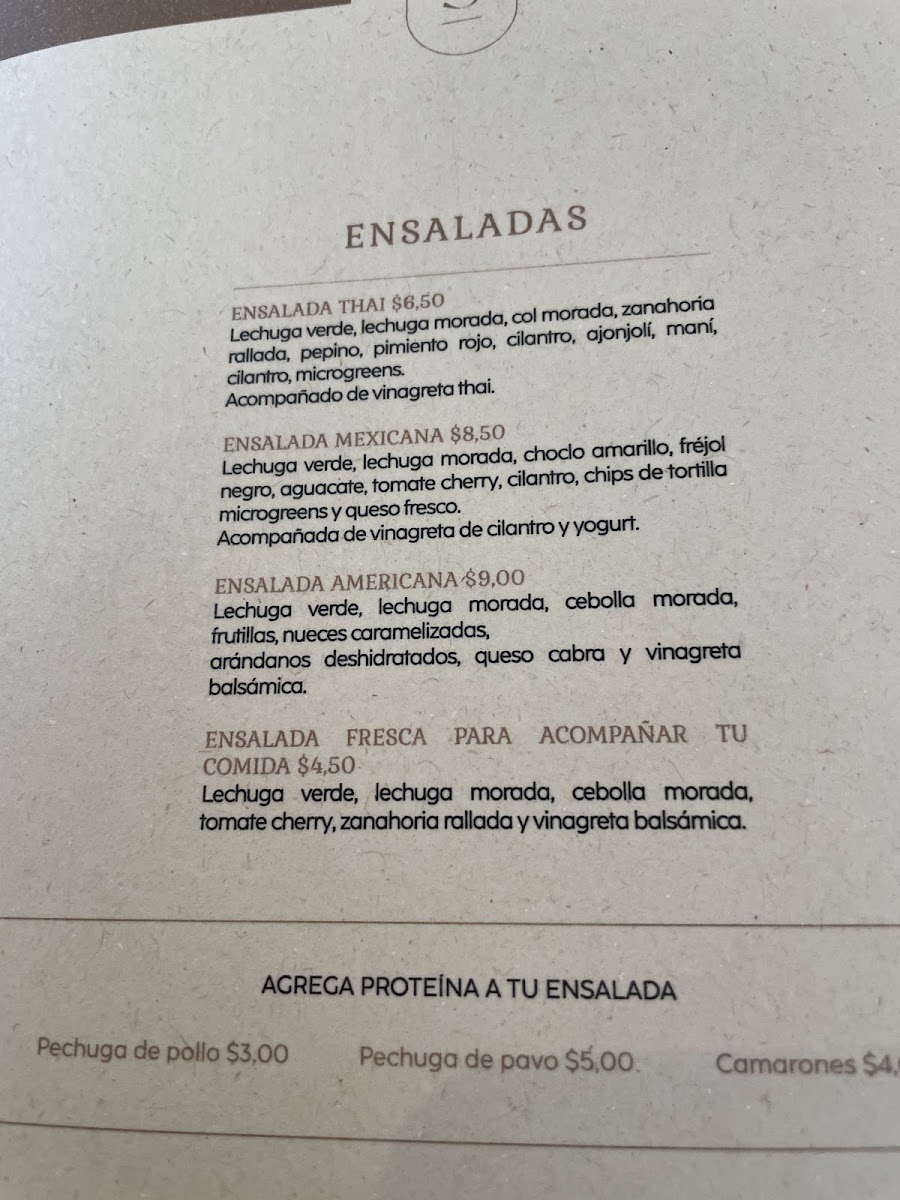 ENSALADAS
ENSALADA THAI $6,50
Lechuga verde, lechuga morada, col morada, zanahoria
rallada, pepino, pimiento rojo, cilantro, ajonjolí, maní,
cilantro, microgreens.
Acompañado de vinagreta thai.
ENSALADA MEXICANA $8,50
Lechuga verde, lechuga morada, choclo amarillo, fréjol
negro, aguacate, tomate cherry, cilantro, chips de tortilla
microgreens y queso fresco.
Acompañada de vinagreta de cilantro y yogurt.
ENSALADA AMERICANA $9,00
Lechuga verde, lechuga morada, cebolla morada,
frutillas, nueces caramelizadas,
arándanos deshidratados, queso cabra y vinagreta
balsámica.
ENSALADA FRESCA PARA ACOMPAÑAR TU
COMIDA $4,50
Lechuga verde, lechuga morada, cebolla morada,
tomate cherry, zanahoria rallada y vinagreta balsámica.
AGREGA PROTEÍNA A TU ENSALADA
Pechuga de pollo $3,00 Pechuga de pavo $5,00 Camarones